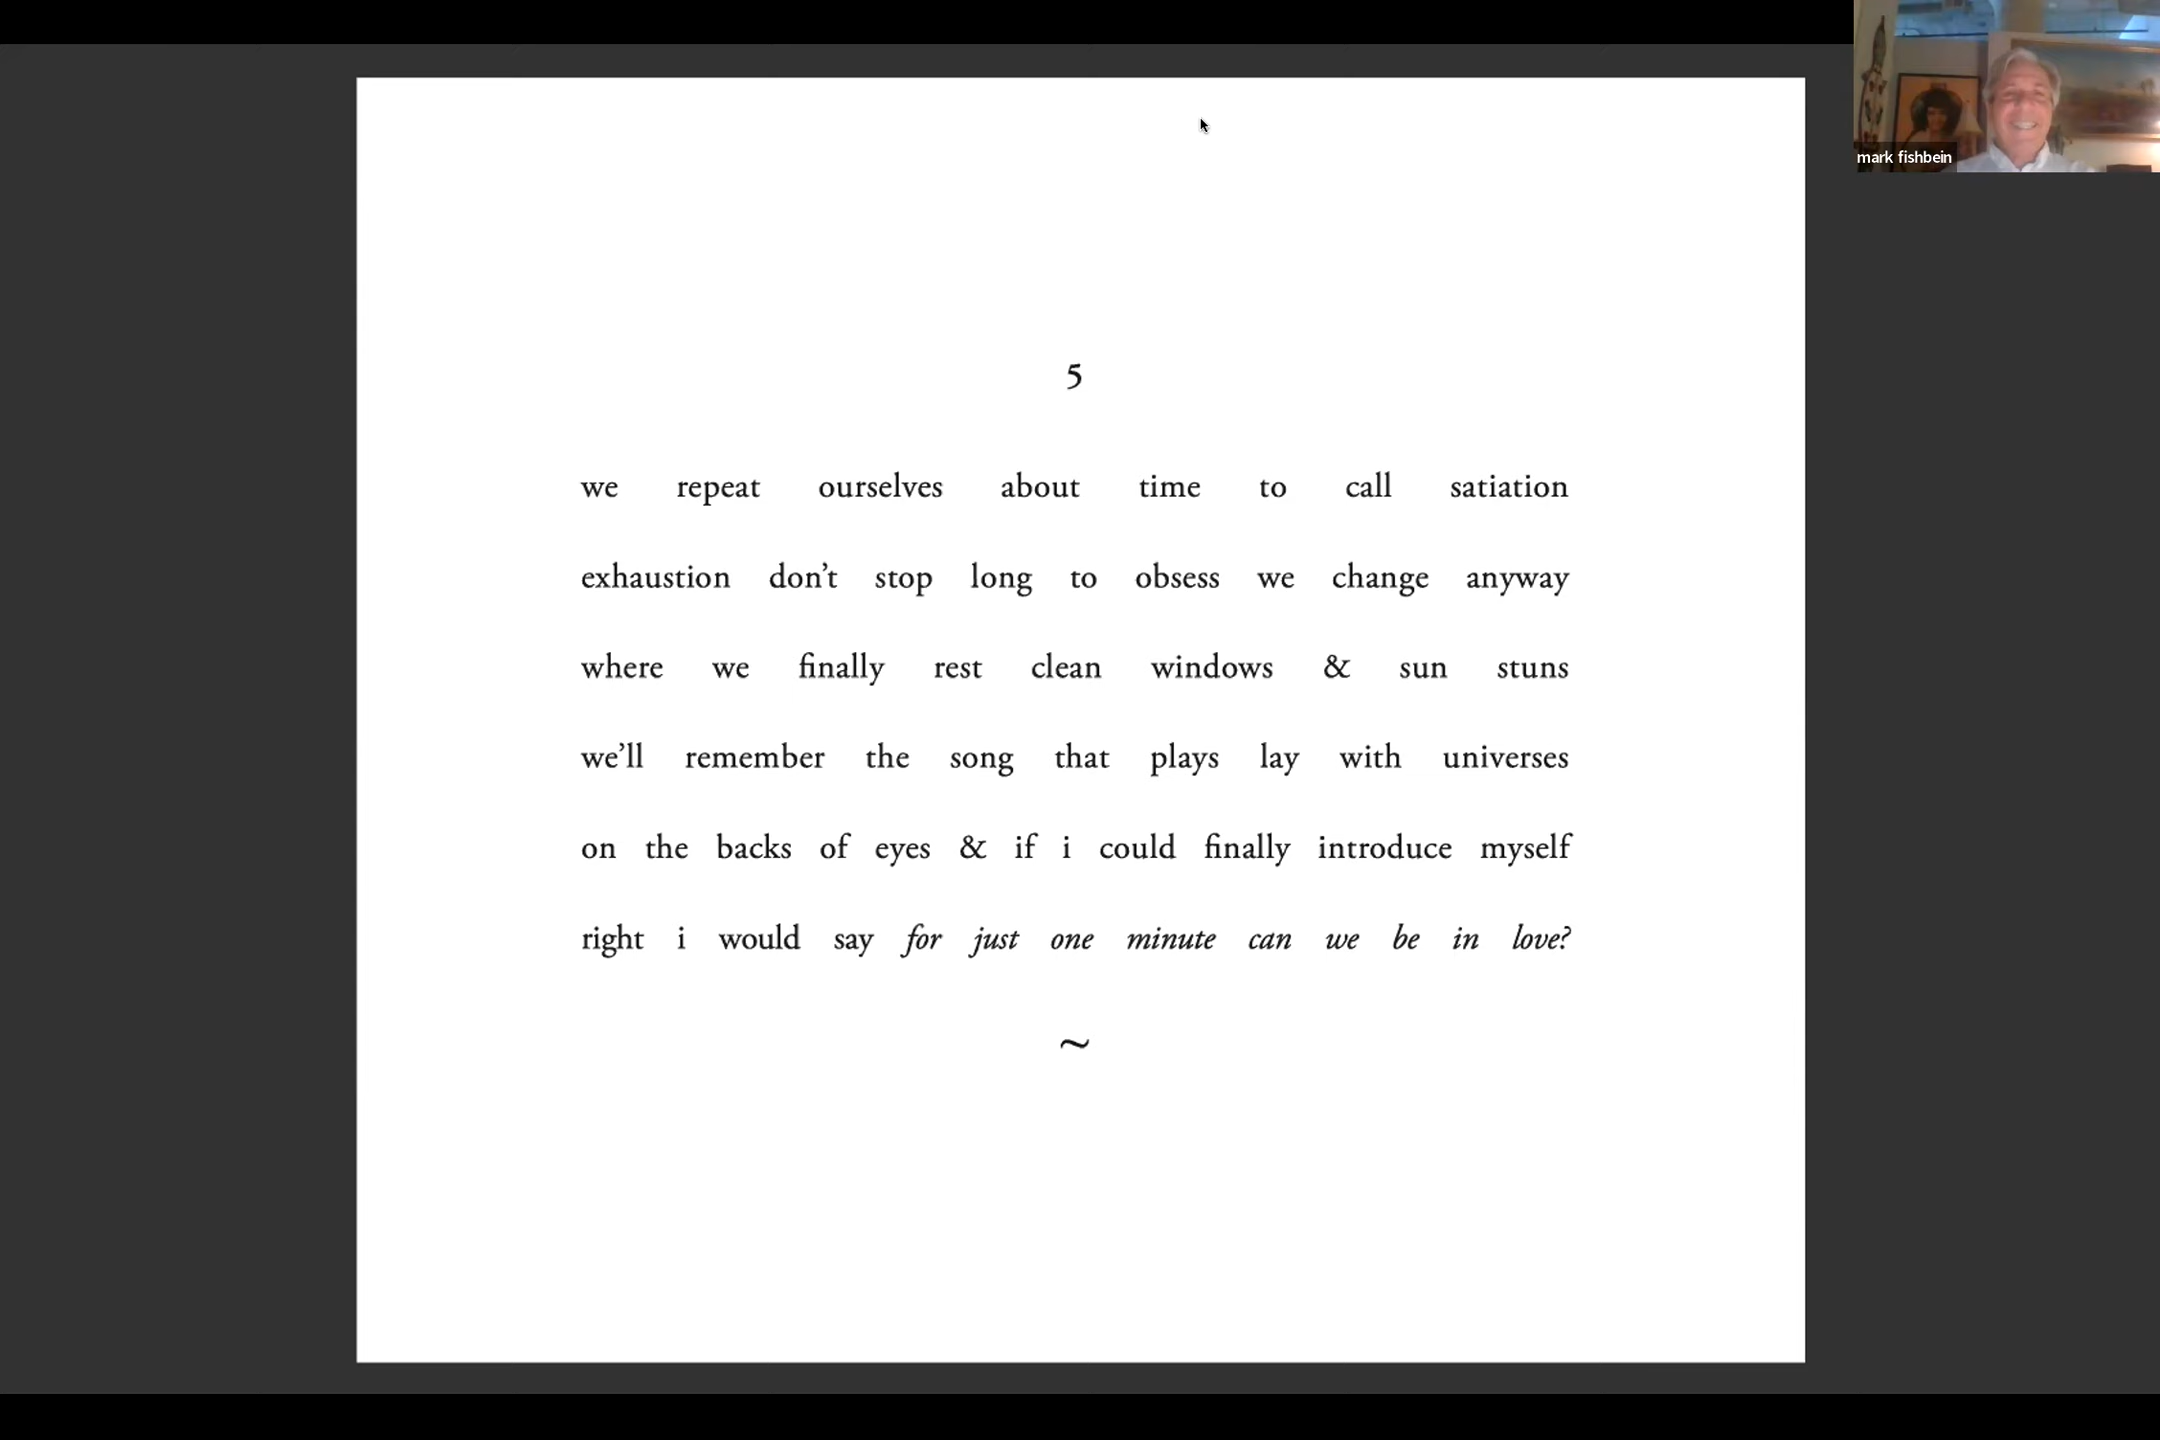 mark fishbein
5
we repeat ourselves about time to call satiation
exhaustion don’t stop long to obsess we change anyway
where we finally rest clean windows & sun stuns
we’ll remember the song that plays lay with universes
on the backs of eyes & if i could finally introduce myself
right i would say for just one minute can we be in love?
~